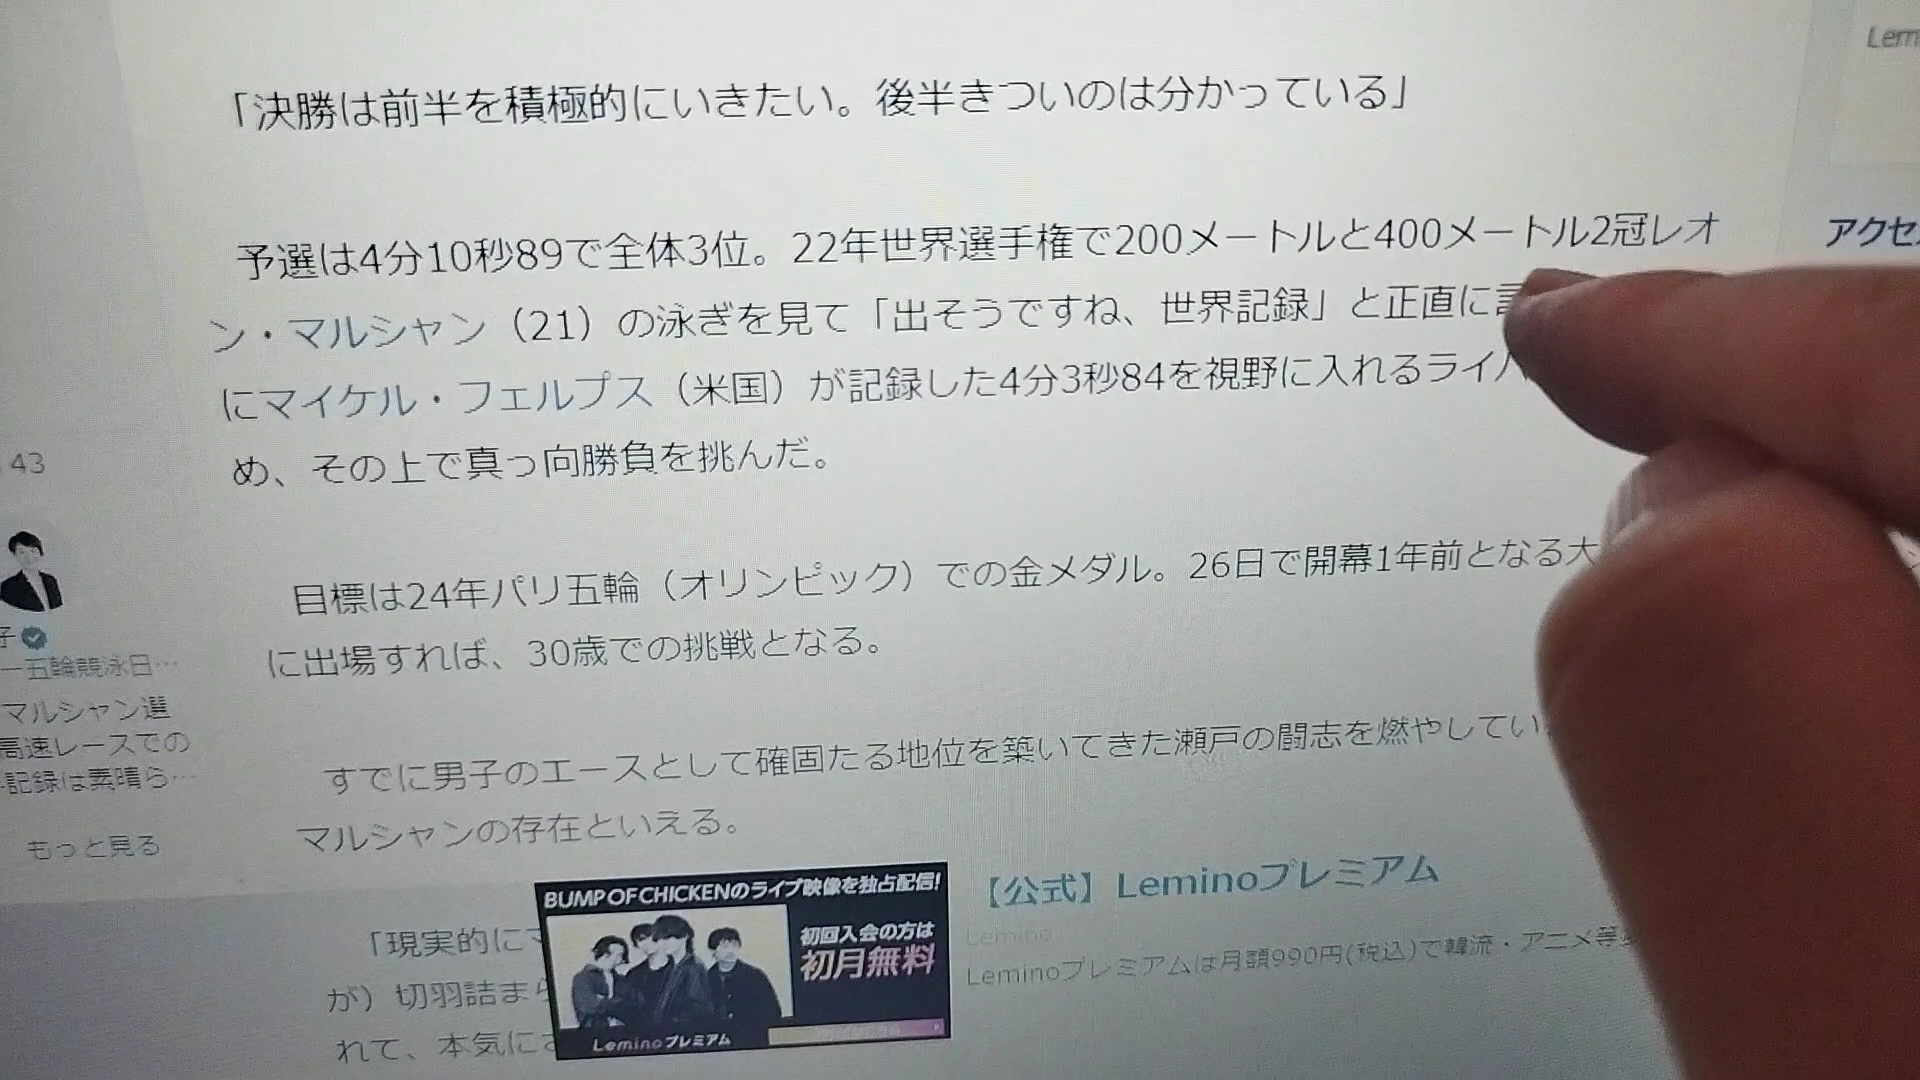 「決勝は前半を積極的にいきたい。後半きついのは分かっている」
予選は4分10秒89で全体3位。22年世界選手権で200メートルと400メートル2冠レオ
ン・マルシャン（21）の泳ぎを見て「出そうですね、世界記録」と正直に
にマイケル・フェルプス（米国）が記録した4分3秒84を視野に入れるライ
め、その上で真っ向勝負を挑んだ。
目標は24年パリ五輪（オリンピック）での金メダル。26日で開幕1年前となる大
に出場すれば、30歳での挑戦となる。
すでに男子のエースとして確固たる地位を築いてきた瀬戸の闘志を燃やしてい
マルシャンの存在といえる。
「現実的に
が）切羽詰まら
れて、本気に
43
子
一五輪競泳日…
マルシャン選
高速レースでの
記録は素晴ら…
もっと見る
BUMP OF CHICKENのライブ映像を独占配信!
初回入会の方は
初月無料
Leminoプレミアム
【公式】Leminoプレミアム
Lemino
Leminoプレミアムは月額990円(税込)で韓流・アニメ等
Lem
アクセ